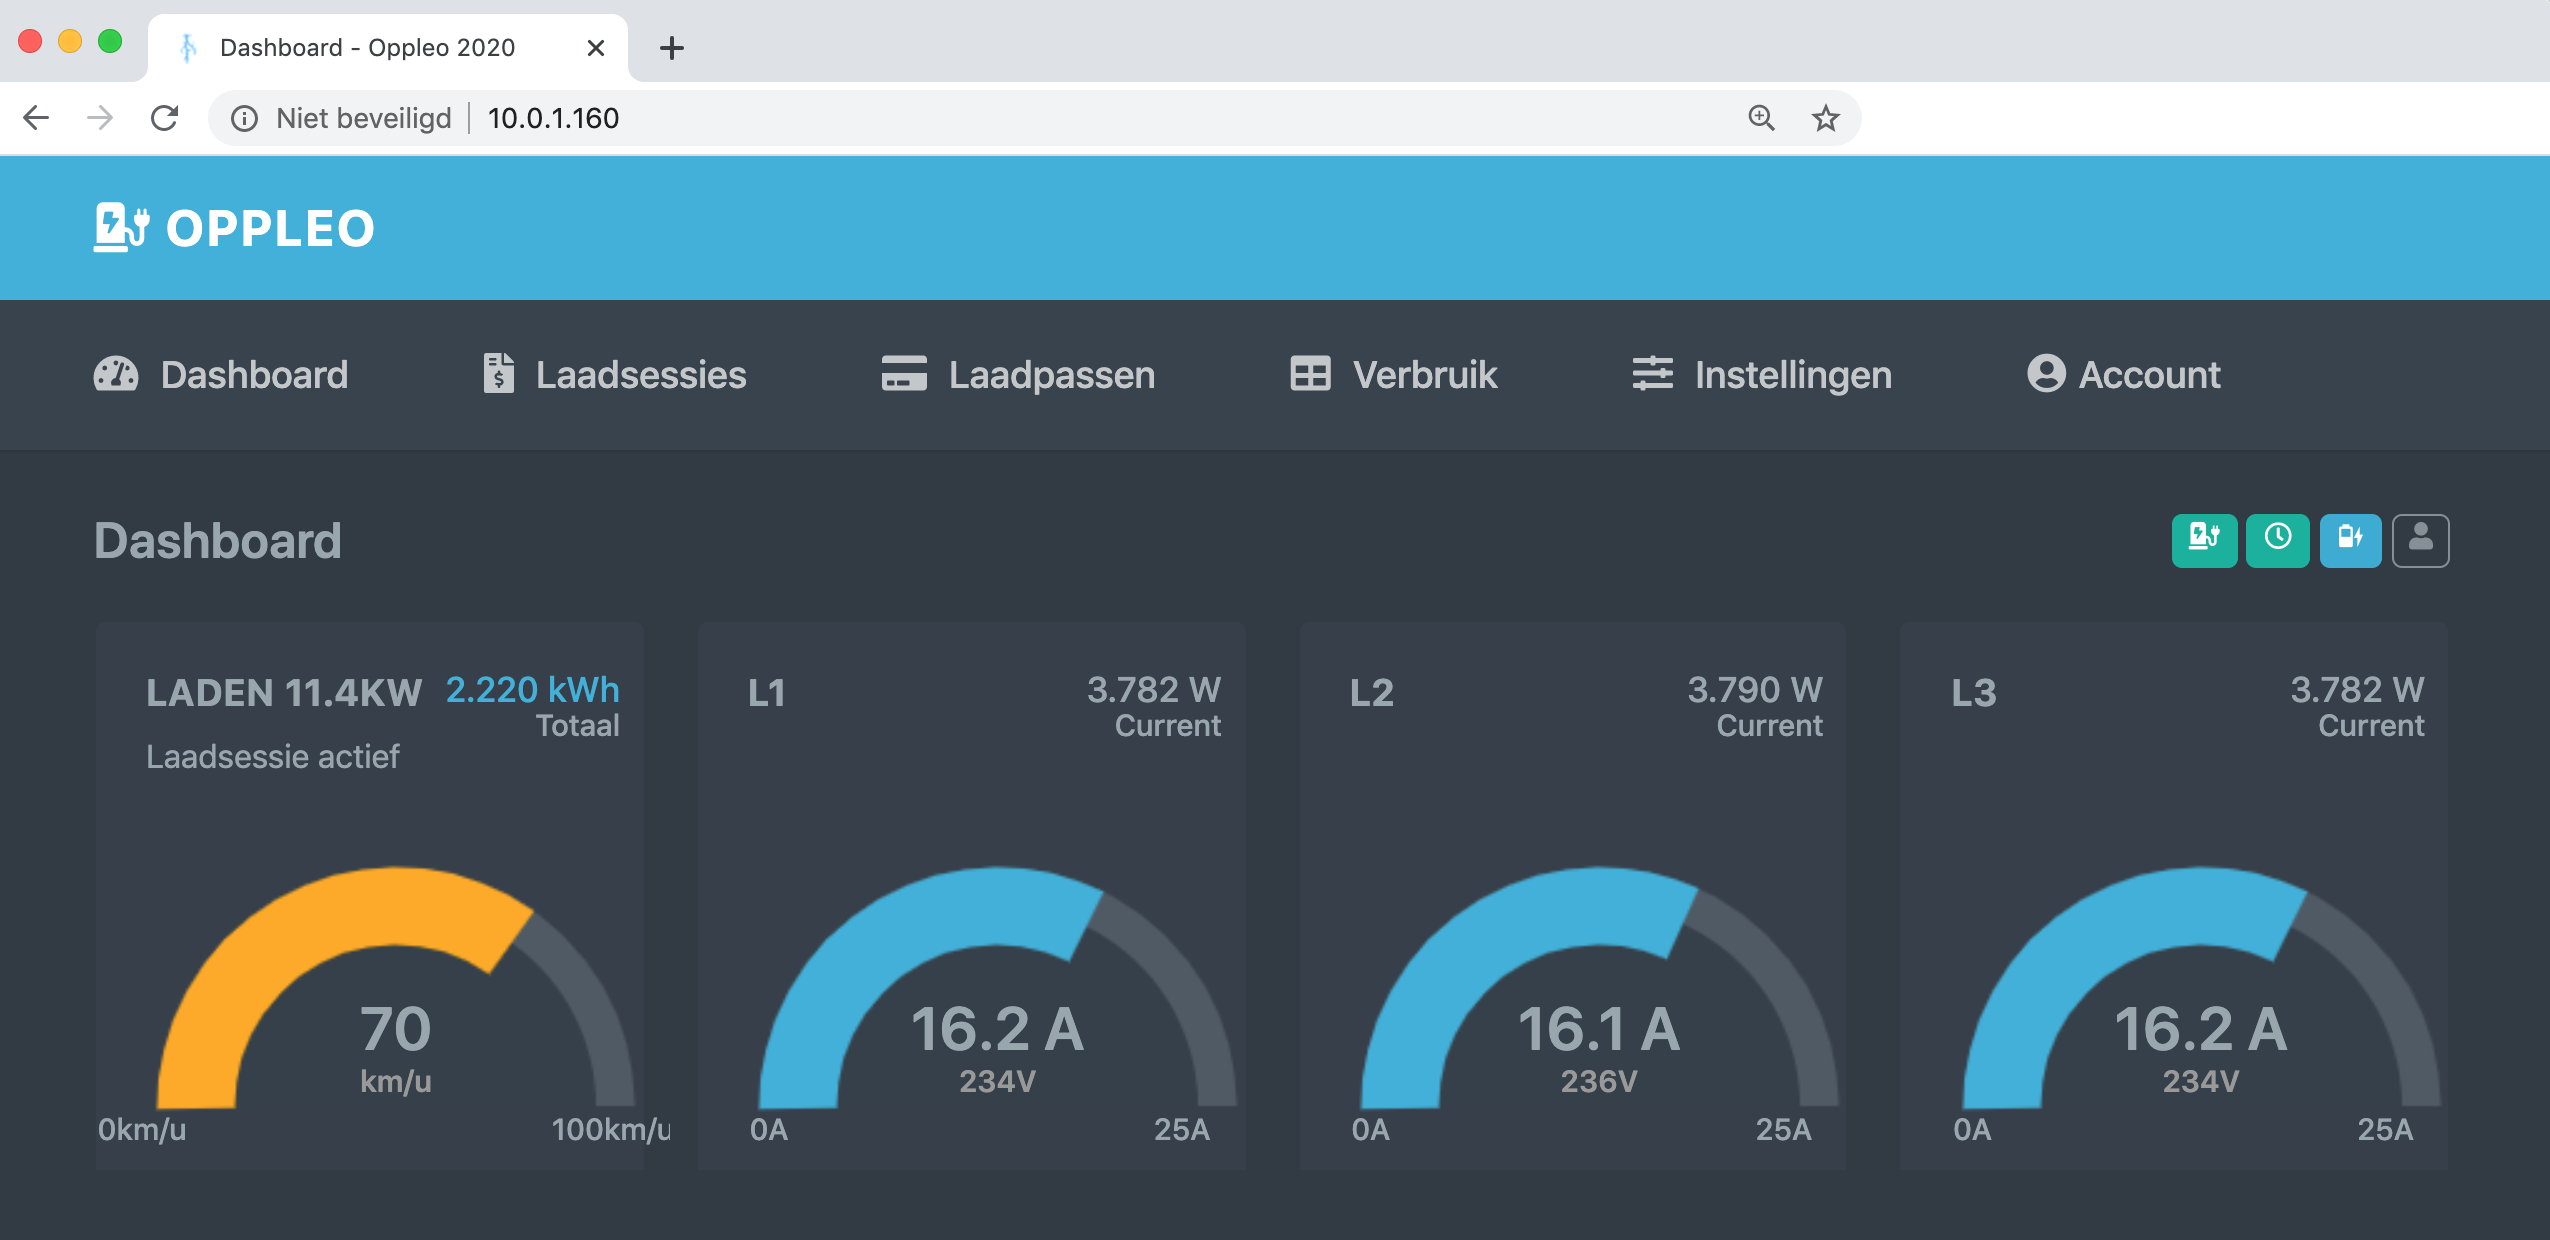 Dashboard - Oppleo 2020
Niet beveiligd 10.0.1.160
OPPLEO
Dashboard Laadsessies Laadpassen Verbruik Instellingen Account
Dashboard
LADEN 11.4KW 2.220 kWh
Totaal
Laadsessie actief
70
km/u
0km/u 100km/u
L1 3.782 W
Current
16.2 A
234V
0A 25A
L2 3.790 W
Current
16.1 A
236V
0A 25A
L3 3.782 W
Current
16.2 A
234V
0A 25A